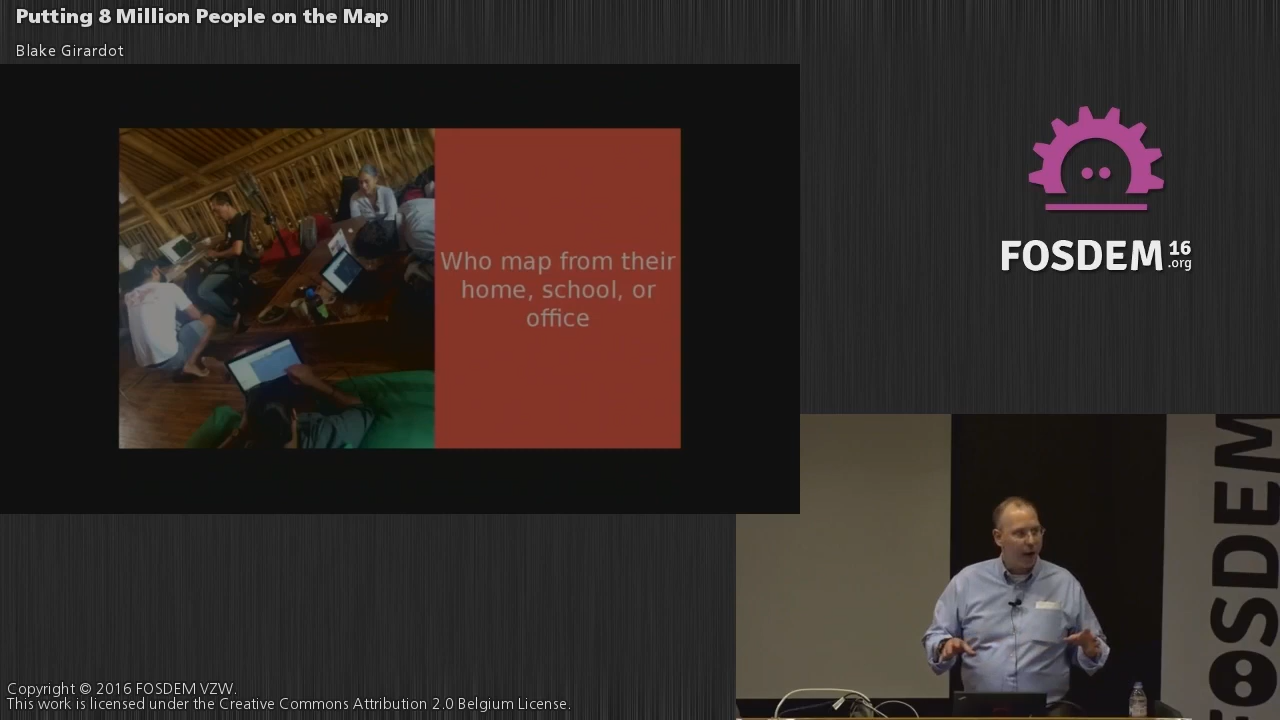 Putting 8 Million People on the Map
Blake Girardot
Who map from their
home, school, or
office
FOSDEM 16
.org
FOSDEM
Copyright © 2016 FOSDEM VZW.
This work is licensed under the Creative Commons Attribution 2.0 Belgium License.